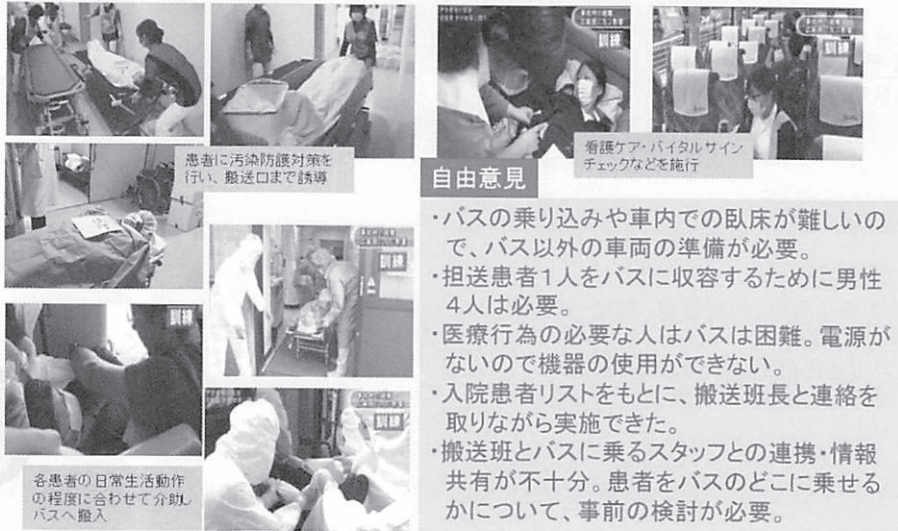 訓練
訓練
患者に汚染防護対策を
行い、搬送口まで誘導
看護ケア・バイタルサイン
チェックなどを施行
訓練
訓練
訓練
各患者の日常生活動作
の程度に合わせて介助し
バスへ搬入
自由意見
・バスの乗り込みや車内での臥床が難しいの
で、バス以外の車両の準備が必要。
・担送患者1人をバスに収容するために男性
4人は必要。
・医療行為の必要な人はバスは困難。電源が
ないので機器の使用ができない。
・入院患者リストをもとに、搬送班長と連絡を
取りながら実施できた。
・搬送班とバスに乗るスタッフとの連携・情報
共有が不十分。患者をバスのどこに乗せる
かについて、事前の検討が必要。